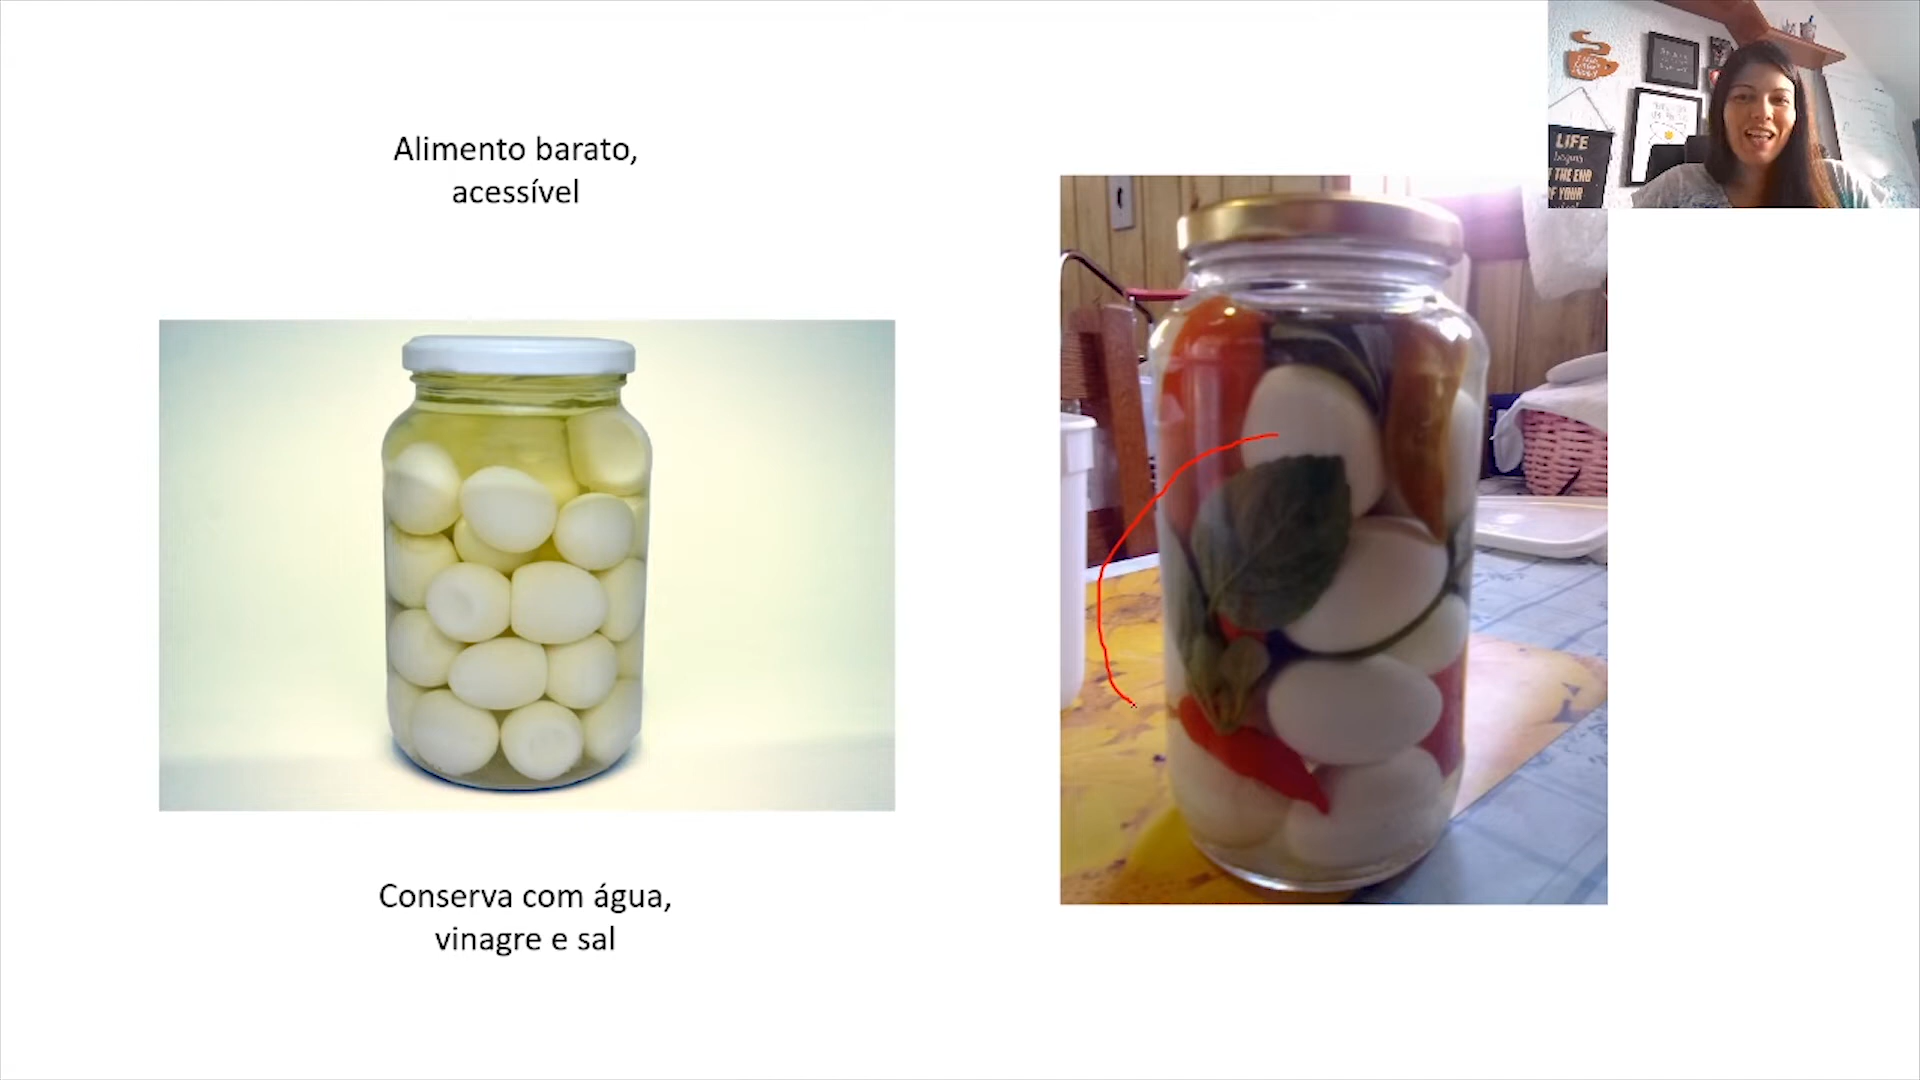 Alimento barato,
acessível
Conserva com água,
vinagre e sal
LIFE
begins
THE END
OF YOUR